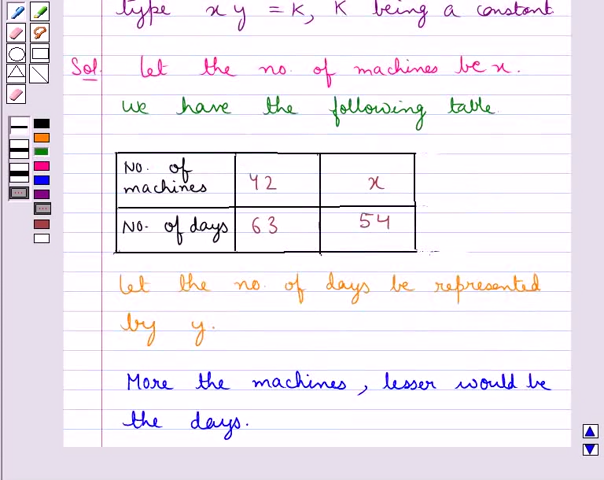 type x y = K, K being a constant
Sol. Let the no. of machines be x.
We have the following table
No. of machines 42 x
No. of days 63 54
Let the no. of days be represented
by y.
More the machines, lesser would be
the days.